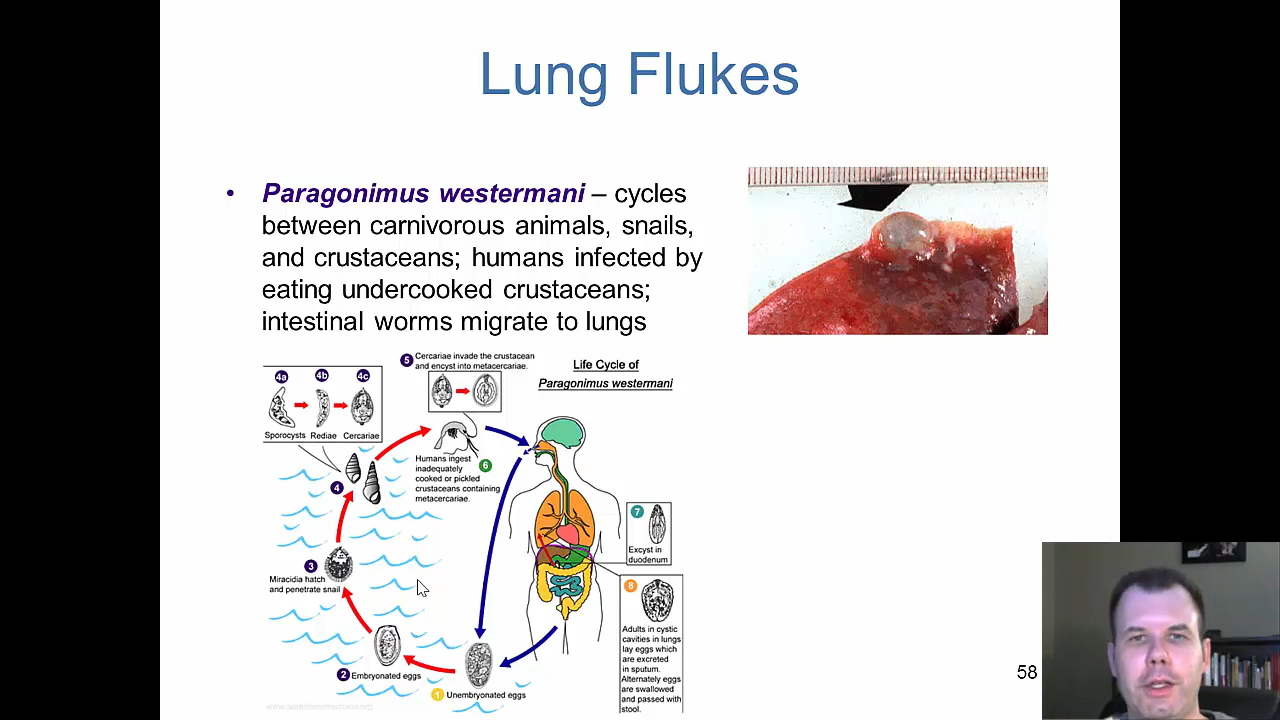 Lung Flukes
• Paragonimus westermani – cycles
between carnivorous animals, snails,
and crustaceans; humans infected by
eating undercooked crustaceans;
intestinal worms migrate to lungs
5 Cercariae invade the crustacean
and encyst into metacercariae.
Life Cycle of
Paragonimus westermani
4a 4b 4c
Sporocysts Rediae Cercariae
Humans ingest
inadequately 6
cooked or pickled
crustaceans containing
metacercariae.
4
7
Excyst in
duodenum
3
Miracidia hatch
and penetrate snail
8
Adults in cystic
cavities in lungs
lay eggs which
are excreted
in sputum.
Alternately eggs
are swallowed
and passed with
stool.
2 Embryonated eggs
1 Unembryonated eggs
58